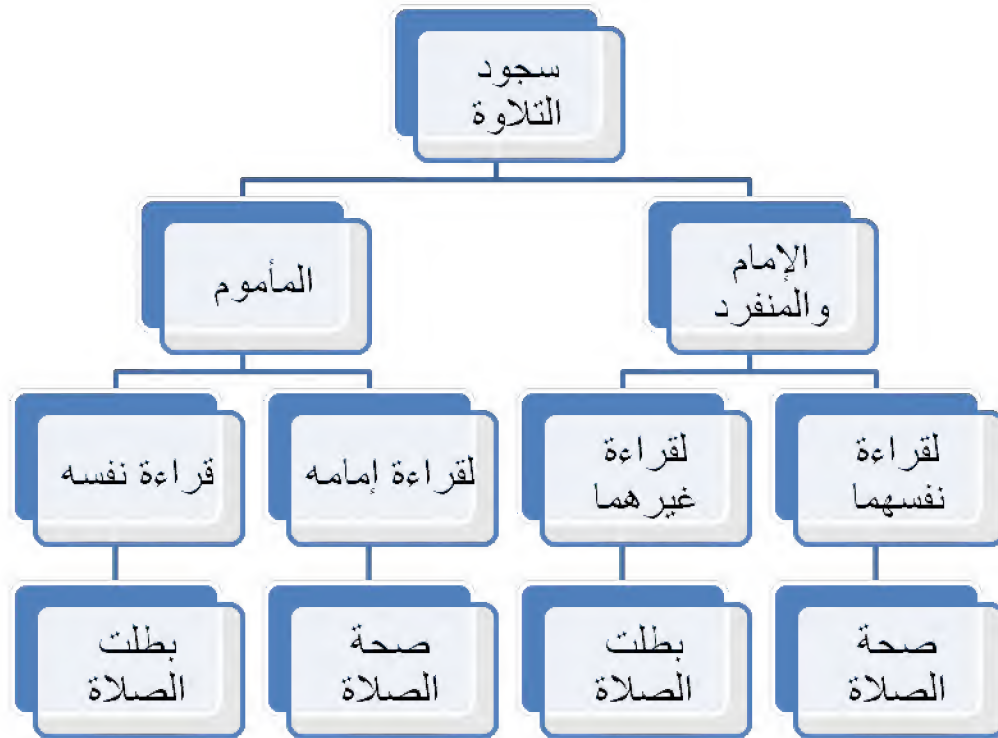 سجود
التلاوة
الإمام
والمنفرد
المأموم
لقراءة
نفسهما
لقراءة
غيرهما
لقراءة إمامه
قراءة نفسه
صحة
الصلاة
بطلت
الصلاة
صحة
الصلاة
بطلت
الصلاة